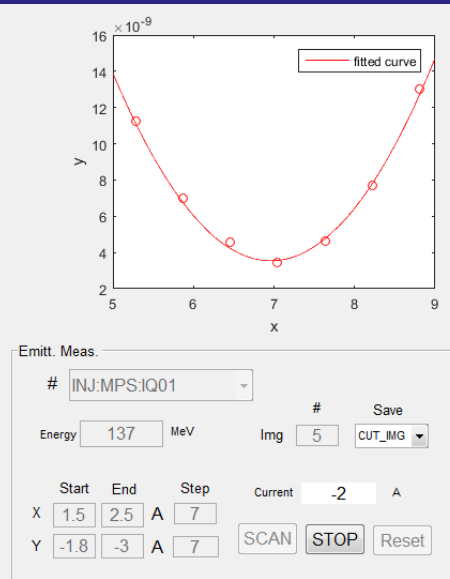 ×10⁻⁹
16
14
12
10
8
6
4
2
y
fitted curve
5 6 7 8 9
x
Emitt. Meas.
# INJ:MPS:IQ01
# Save
Energy 137 MeV Img 5 CUT_IMG
Start End Step Current -2 A
X 1.5 2.5 A 7
Y -1.8 -3 A 7 SCAN STOP Reset